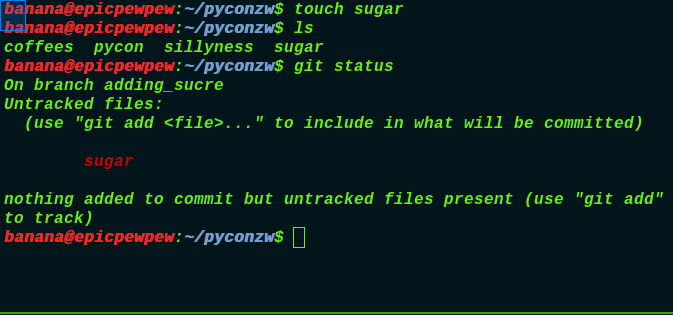 banana@epicpewpew:~/pyconzw$ touch sugar
banana@epicpewpew:~/pyconzw$ ls
coffees  pycon  sillyness  sugar
banana@epicpewpew:~/pyconzw$ git status
On branch adding_sucre
Untracked files:
  (use "git add <file>..." to include in what will be committed)
        sugar
nothing added to commit but untracked files present (use "git add"
to track)
banana@epicpewpew:~/pyconzw$